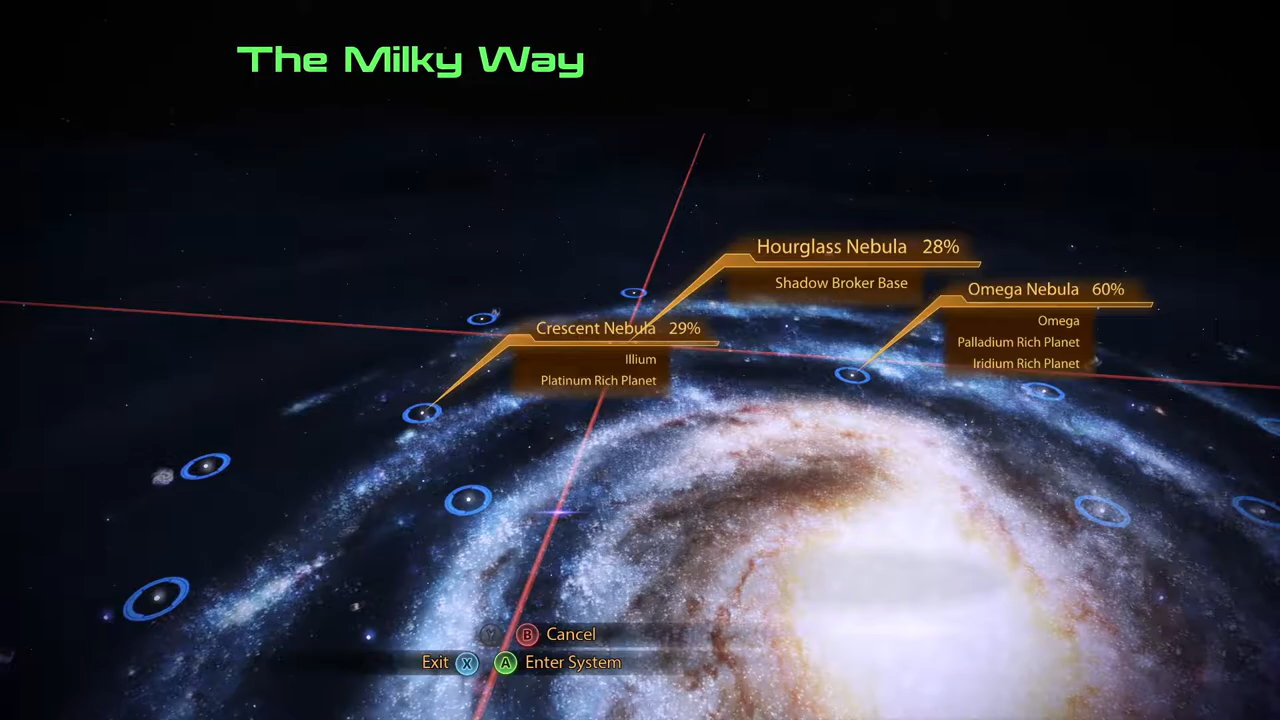 The Milky Way
Hourglass Nebula 28%
Shadow Broker Base
Omega Nebula 60%
Omega
Palladium Rich Planet
Iridium Rich Planet
Crescent Nebula 29%
Illium
Platinum Rich Planet
Y B Cancel
Exit X A Enter System